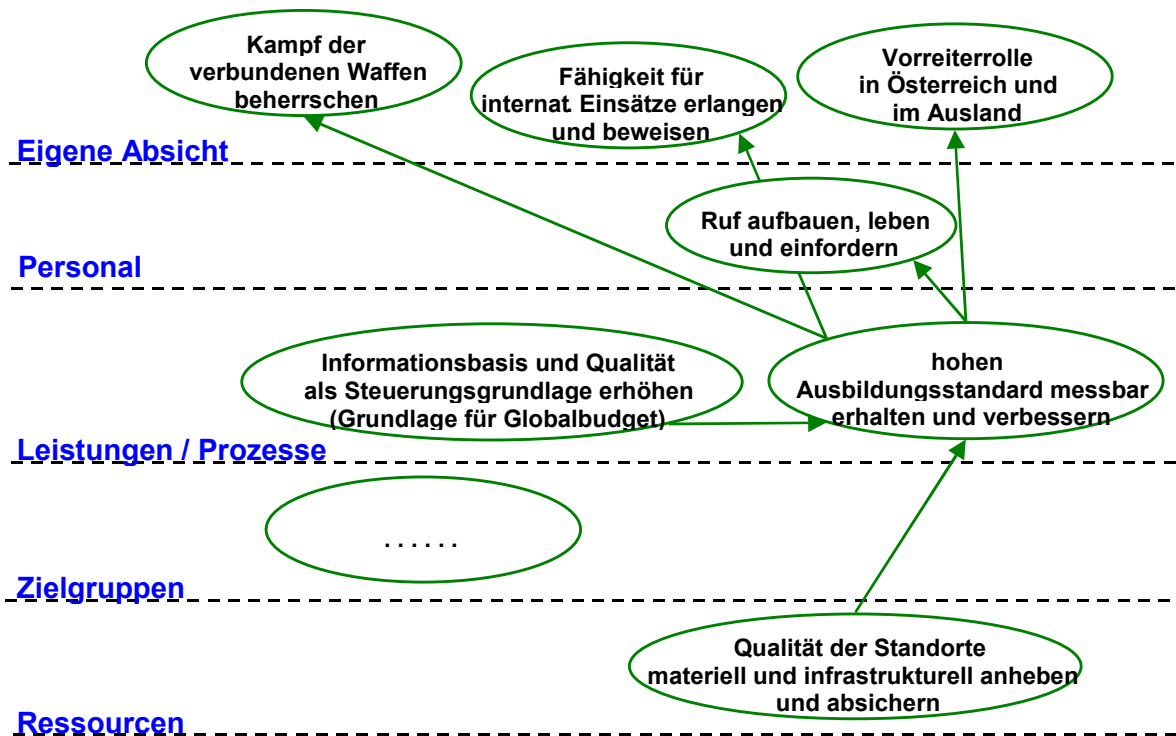 Kampf der
verbundenen Waffen
beherrschen
Fähigkeit für
internat. Einsätze erlangen
und beweisen
Vorreiterrolle
in Österreich und
im Ausland
Eigene Absicht
Ruf aufbauen, leben
und einfordern
Personal
Informationsbasis und Qualität
als Steuerungsgrundlage erhöhen
(Grundlage für Globalbudget)
hohen
Ausbildungsstandard messbar
erhalten und verbessern
Leistungen / Prozesse
. . . . . .
Zielgruppen
Qualität der Standorte
materiell und infrastrukturell anheben
und absichern
Ressourcen